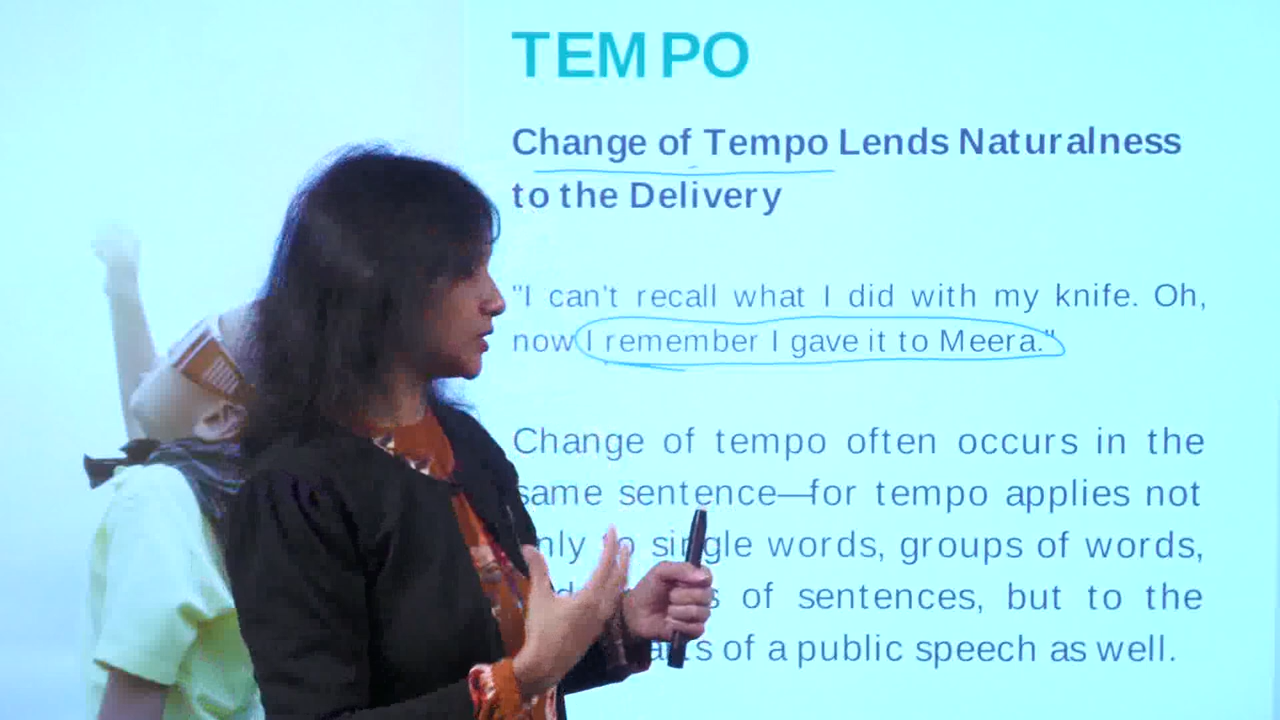 TEMPO
Change of Tempo Lends Naturalness
to the Delivery
"I can't recall what I did with my knife. Oh,
now I remember I gave it to Meera."
Change of tempo often occurs in the
same sentence—for tempo applies not
single words, groups of words,
of sentences, but to the
of a public speech as well.